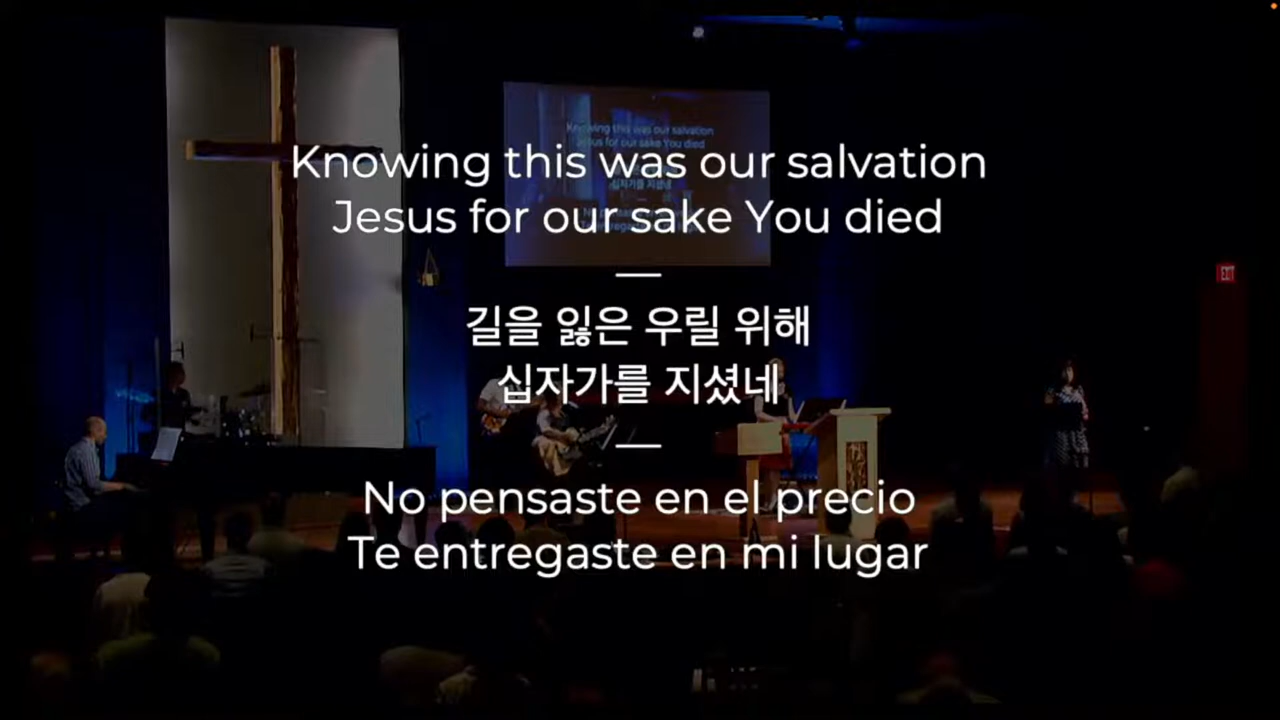 Knowing this was our salvation
Jesus for our sake You died
길을 잃은 우릴 위해
십자가를 지셨네
No pensaste en el precio
Te entregaste en mi lugar